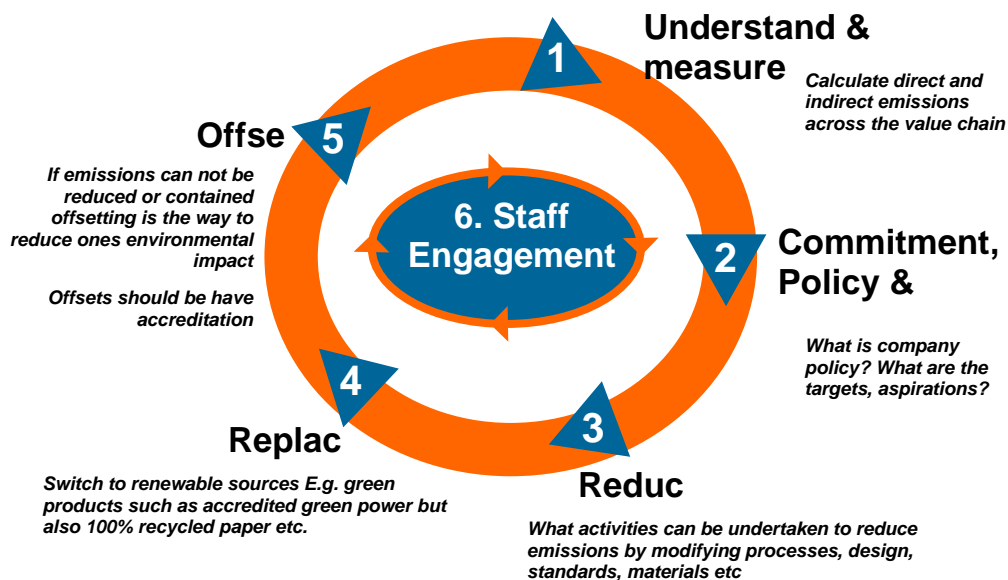 1
Understand &
measure
Calculate direct and
indirect emissions
across the value chain
2
Commitment,
Policy &
What is company
policy? What are the
targets, aspirations?
3
Reduc
What activities can be undertaken to reduce
emissions by modifying processes, design,
standards, materials etc
4
Replac
Switch to renewable sources E.g. green
products such as accredited green power but
also 100% recycled paper etc.
5
Offse
If emissions can not be
reduced or contained
offsetting is the way to
reduce ones environmental
impact
Offsets should be have
accreditation
6. Staff
Engagement